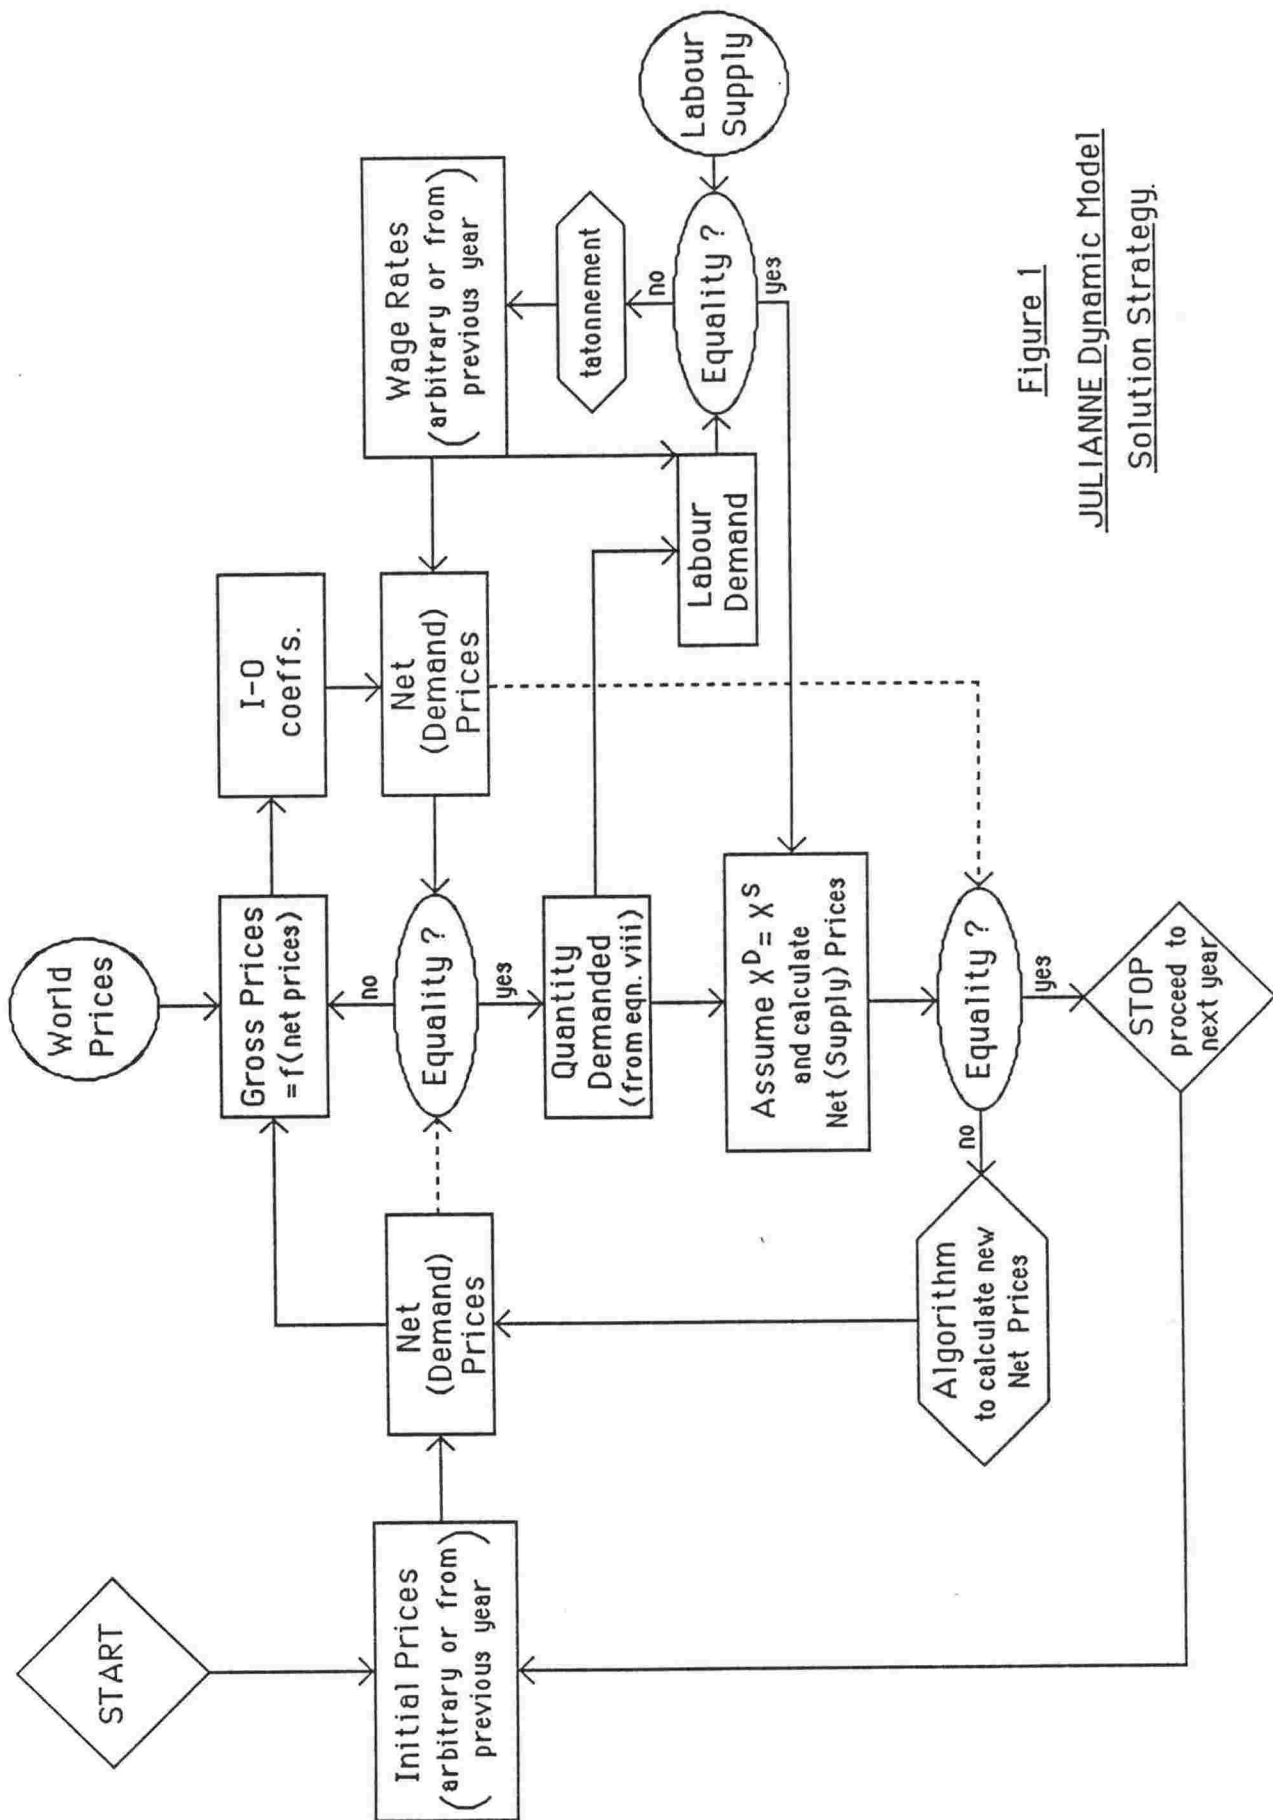 START
Initial Prices
(arbitrary or from
previous year)
Net
(Demand)
Prices
World
Prices
Gross Prices
=f(net prices)
I-O
coeffs.
Net
(Demand)
Prices
Wage Rates
(arbitrary or from
previous year)
Equality ?
no
yes
Quantity
Demanded
(from eqn. viii)
Labour
Demand
tatonnement
no
Equality ?
yes
Labour
Supply
Assume X^D = X^S
and calculate
Net (Supply) Prices
Equality ?
no
yes
Algorithm
to calculate new
Net Prices
STOP
proceed to
next year
Figure 1
JULIANNE Dynamic Model
Solution Strategy.